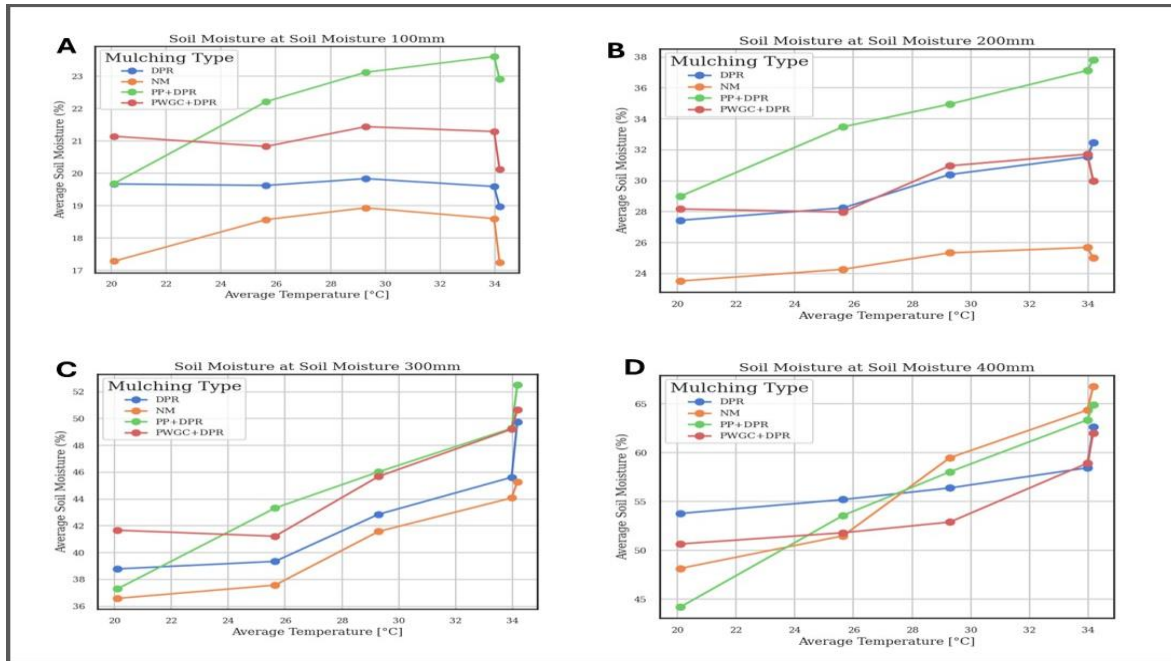 A
Soil Moisture at Soil Moisture 100mm
Mulching Type
DPR
NM
PP+DPR
PWGC+DPR
Average Soil Moisture (%)
23
22
21
20
19
18
17
20 22 24 26 28 30 32 34
Average Temperature [°C]
B
Soil Moisture at Soil Moisture 200mm
Mulching Type
DPR
NM
PP+DPR
PWGC+DPR
Average Soil Moisture (%)
38
36
34
32
30
28
26
24
20 22 24 26 28 30 32 34
Average Temperature [°C]
C
Soil Moisture at Soil Moisture 300mm
Mulching Type
DPR
NM
PP+DPR
PWGC+DPR
Average Soil Moisture (%)
52
50
48
46
44
42
40
38
36
20 22 24 26 28 30 32 34
Average Temperature [°C]
D
Soil Moisture at Soil Moisture 400mm
Mulching Type
DPR
NM
PP+DPR
PWGC+DPR
Average Soil Moisture (%)
65
60
55
50
45
20 22 24 26 28 30 32 34
Average Temperature [°C]